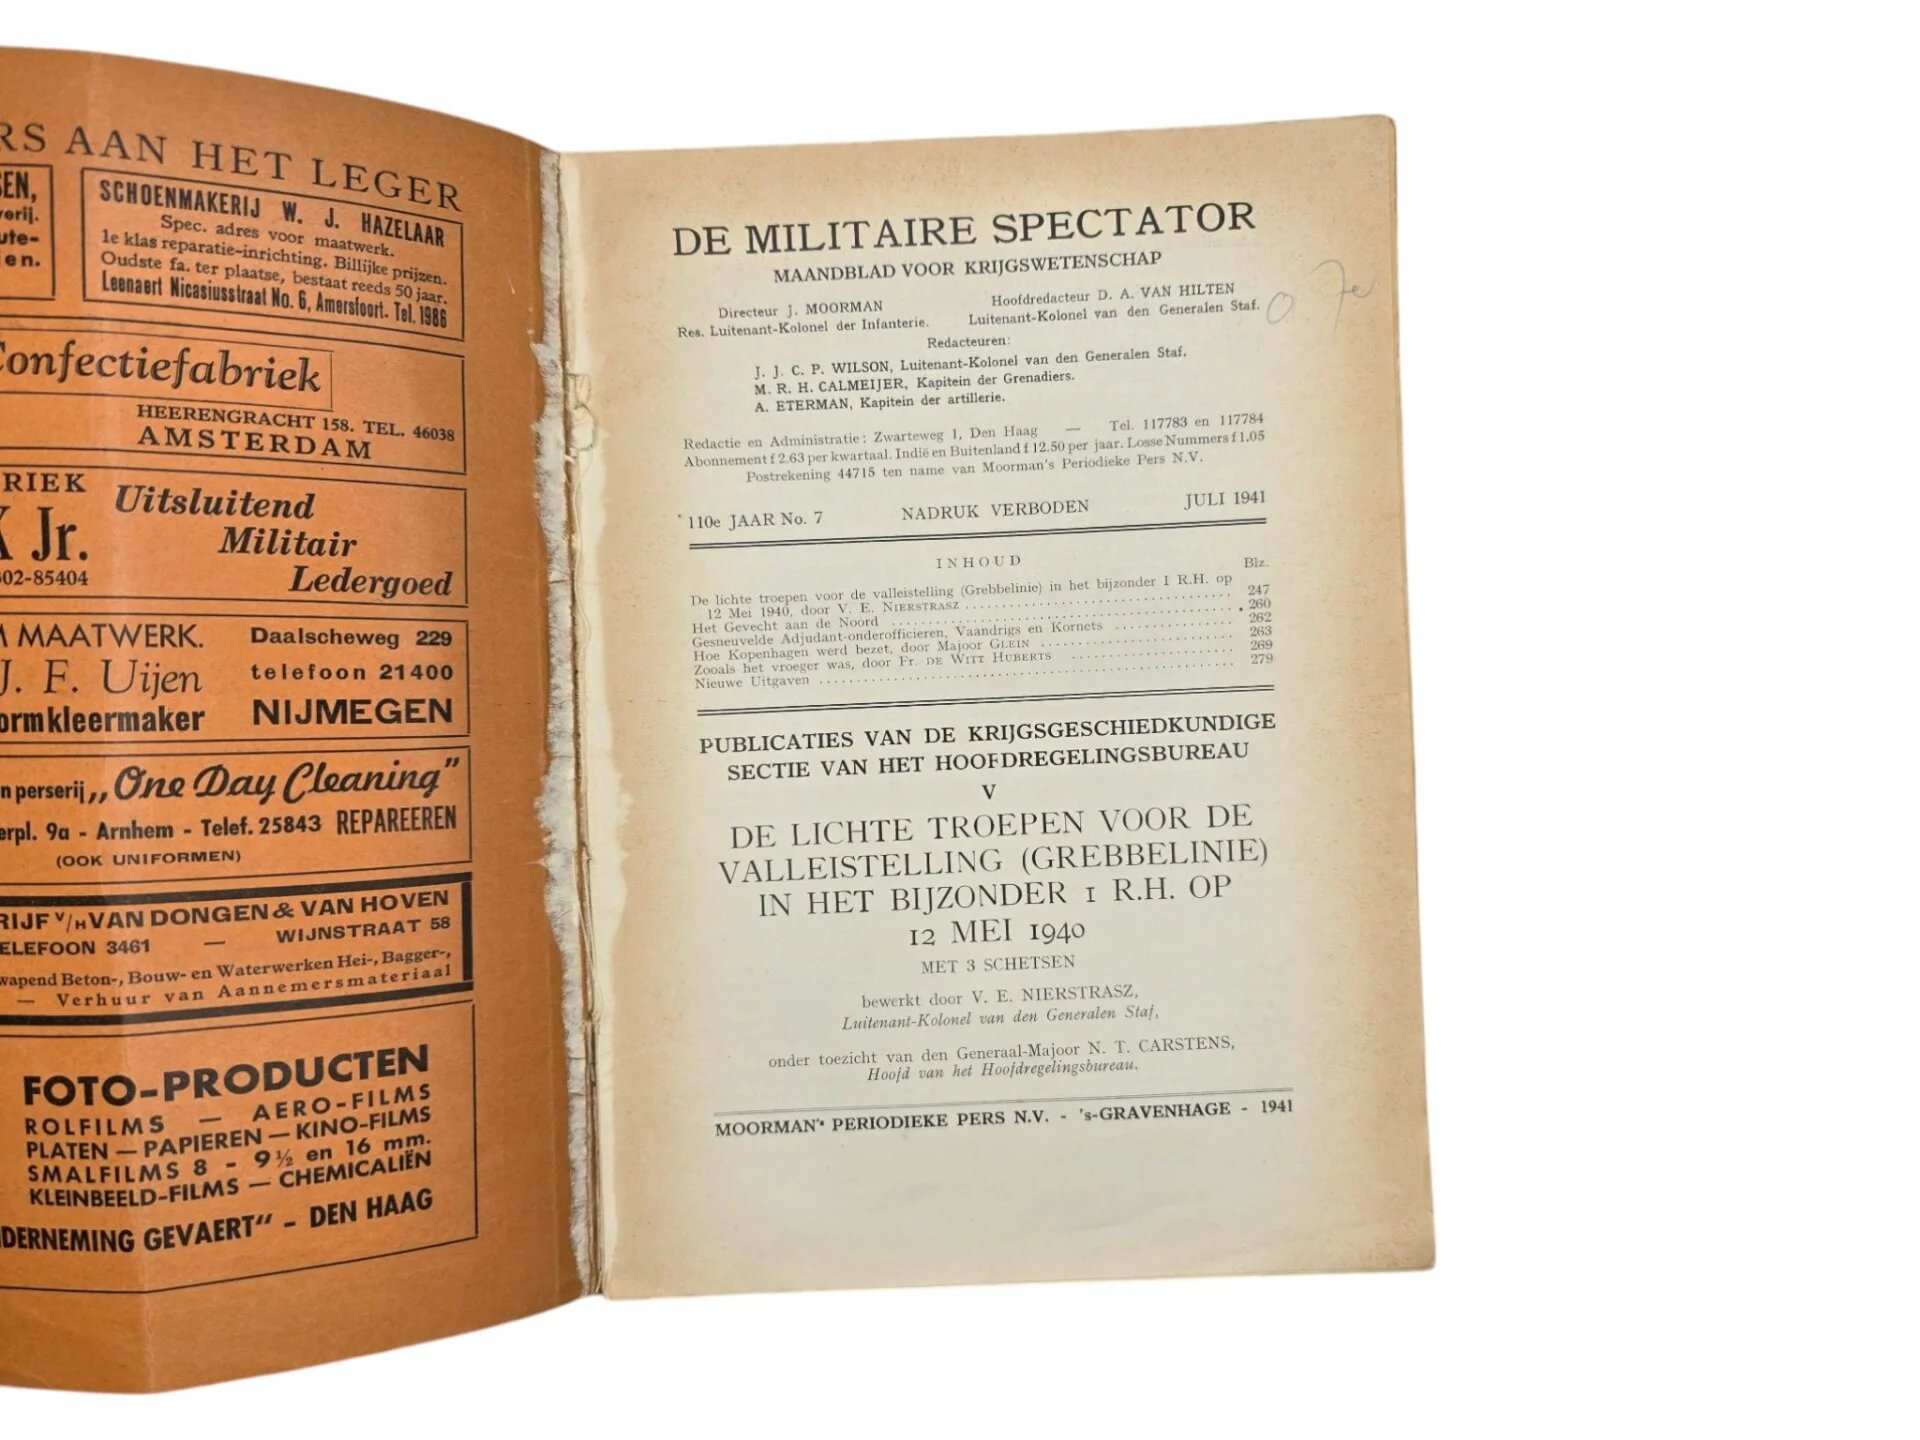 RS AAN HET LEGER
SEN,
verij.
ute-
en.
SCHOENMAKERIJ W. J. HAZELAAR
Spec. adres voor maatwerk.
1e klas reparatie-inrichting. Billijke prijzen.
Oudste fa. ter plaatse, bestaat reeds 50 jaar.
Leenaert Nicasiusstraat No. 6, Amersfoort. Tel. 1986
Confectiefabriek
HEERENGRACHT 158. TEL. 46038
AMSTERDAM
RIEK
K Jr.
302-85404
Uitsluitend
Militair
Ledergoed
M MAATWERK.
J. F. Uijen
ormkleermaker
Daalscheweg 229
telefoon 21400
NIJMEGEN
n perserij „One Day Cleaning”
erpl. 9a - Arnhem - Telef. 25843 REPAREEREN
(OOK UNIFORMEN)
RIJF V/H VAN DONGEN & VAN HOVEN
ELEFOON 3461 — WIJNSTRAAT 58
wapend Beton-, Bouw- en Waterwerken Hei-, Bagger-,
— Verhuur van Aannemersmateriaal
FOTO-PRODUCTEN
ROLFILMS — AERO-FILMS
PLATEN — PAPIEREN — KINO-FILMS
SMALFILMS 8 - 9½ en 16 mm.
KLEINBEELD-FILMS — CHEMICALIËN
DERNEMING GEVAERT“ - DEN HAAG
DE MILITAIRE SPECTATOR
MAANDBLAD VOOR KRIJGSWETENSCHAP
Directeur J. MOORMAN
Res. Luitenant-Kolonel der Infanterie.
Hoofdredacteur D. A. VAN HILTEN
Luitenant-Kolonel van den Generalen Staf.
Redacteuren:
J. J. C. P. WILSON, Luitenant-Kolonel van den Generalen Staf.
M. R. H. CALMEIJER, Kapitein der Grenadiers.
A. ETERMAN, Kapitein der artillerie.
Redactie en Administratie: Zwarteweg 1, Den Haag — Tel. 117783 en 117784
Abonnement f 2.63 per kwartaal. Indië en Buitenland f 12.50 per jaar. Losse Nummers f 1.05
Postrekening 44715 ten name van Moorman's Periodieke Pers N.V.
110e JAAR No. 7 NADRUK VERBODEN JULI 1941
INHOUD Blz.
De lichte troepen voor de valleistelling (Grebbelinie) in het bijzonder I R.H. op
12 Mei 1940, door V. E. NIERSTRASZ 247
Het Gevecht aan de Noord 260
Gesneuvelde Adjudant-onderofficieren, Vaandrigs en Kornets 262
Hoe Kopenhagen werd bezet, door Majoor GLEIN 263
Zooals het vroeger was, door FR. DE WITT HUBERTS 269
Nieuwe Uitgaven 279
PUBLICATIES VAN DE KRIJGSGESCHIEDKUNDIGE
SECTIE VAN HET HOOFDREGELINGSBUREAU
V
DE LICHTE TROEPEN VOOR DE
VALLEISTELLING (GREBBELINIE)
IN HET BIJZONDER I R.H. OP
12 MEI 1940
MET 3 SCHETSEN
bewerkt door V. E. NIERSTRASZ,
Luitenant-Kolonel van den Generalen Staf,
onder toezicht van den Generaal-Majoor N. T. CARSTENS,
Hoofd van het Hoofdregelingsbureau.
MOORMAN's PERIODIEKE PERS N.V. - 's-GRAVENHAGE - 1941